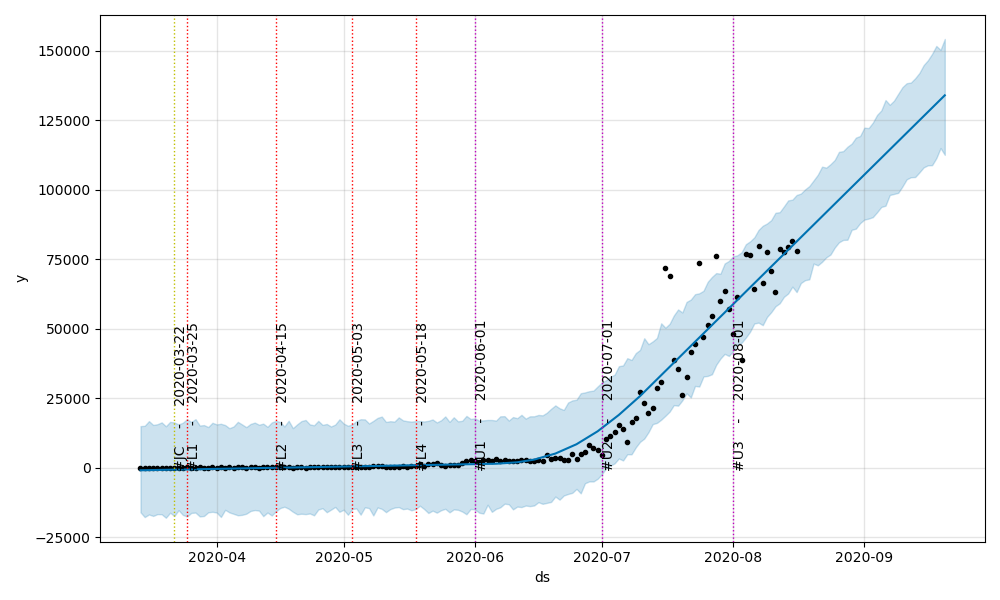 150000
125000
100000
75000
50000
25000
0
−25000
y
#JC - 2020-03-22
#L1 - 2020-03-25
#L2 - 2020-04-15
#L3 - 2020-05-03
#L4 - 2020-05-18
#U1 - 2020-06-01
#U2 - 2020-07-01
#U3 - 2020-08-01
2020-04 2020-05 2020-06 2020-07 2020-08 2020-09
ds